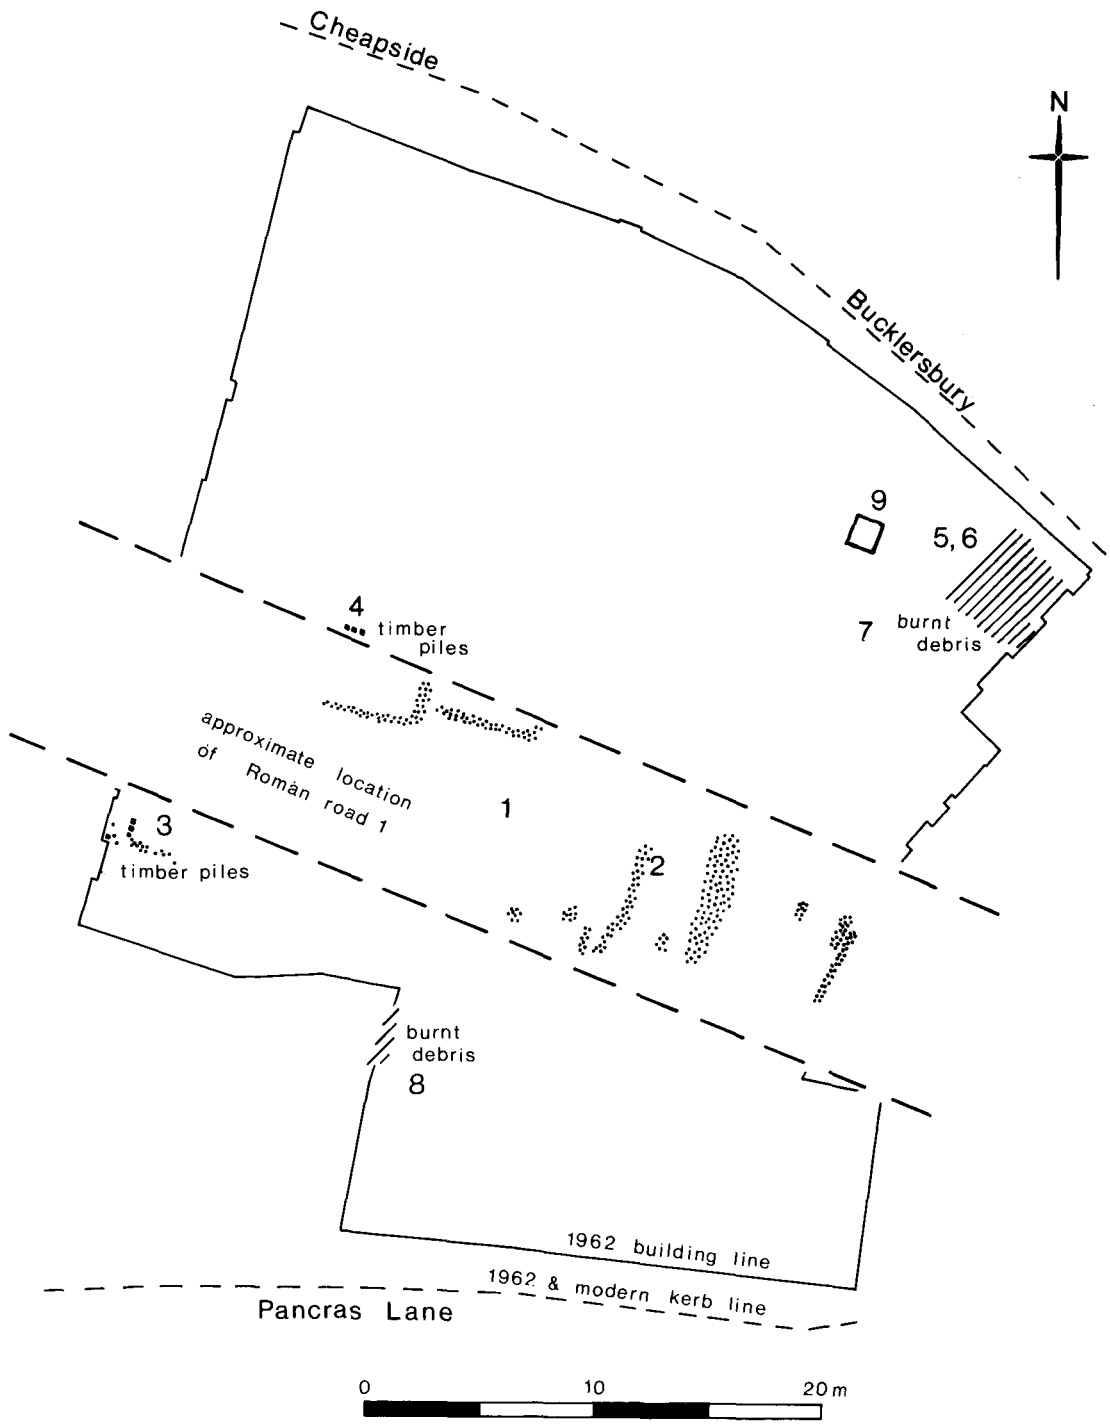 Cheapside
N
Bucklersbury
9
5,6
7
burnt
debris
4
timber
piles
approximate location
of Roman road 1
1
3
timber piles
2
burnt
debris
8
1962 building line
1962 & modern kerb line
Pancras Lane
0 10 20 m